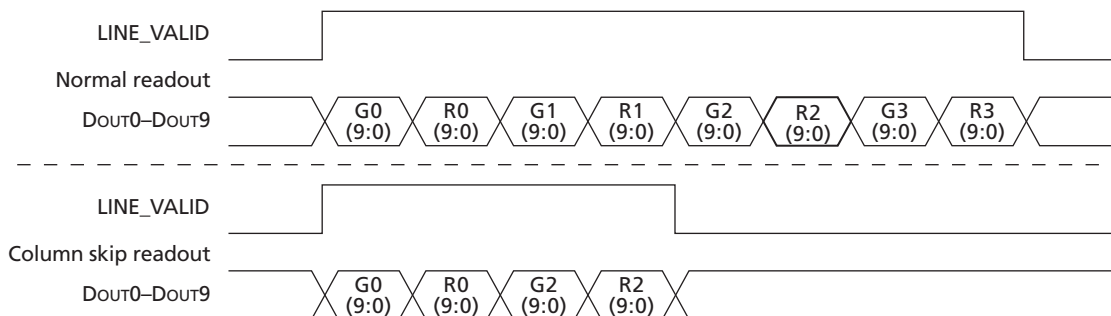 LINE_VALID
Normal readout
DOUT0–DOUT9
G0 (9:0) R0 (9:0) G1 (9:0) R1 (9:0) G2 (9:0) R2 (9:0) G3 (9:0) R3 (9:0)
LINE_VALID
Column skip readout
DOUT0–DOUT9
G0 (9:0) R0 (9:0) G2 (9:0) R2 (9:0)